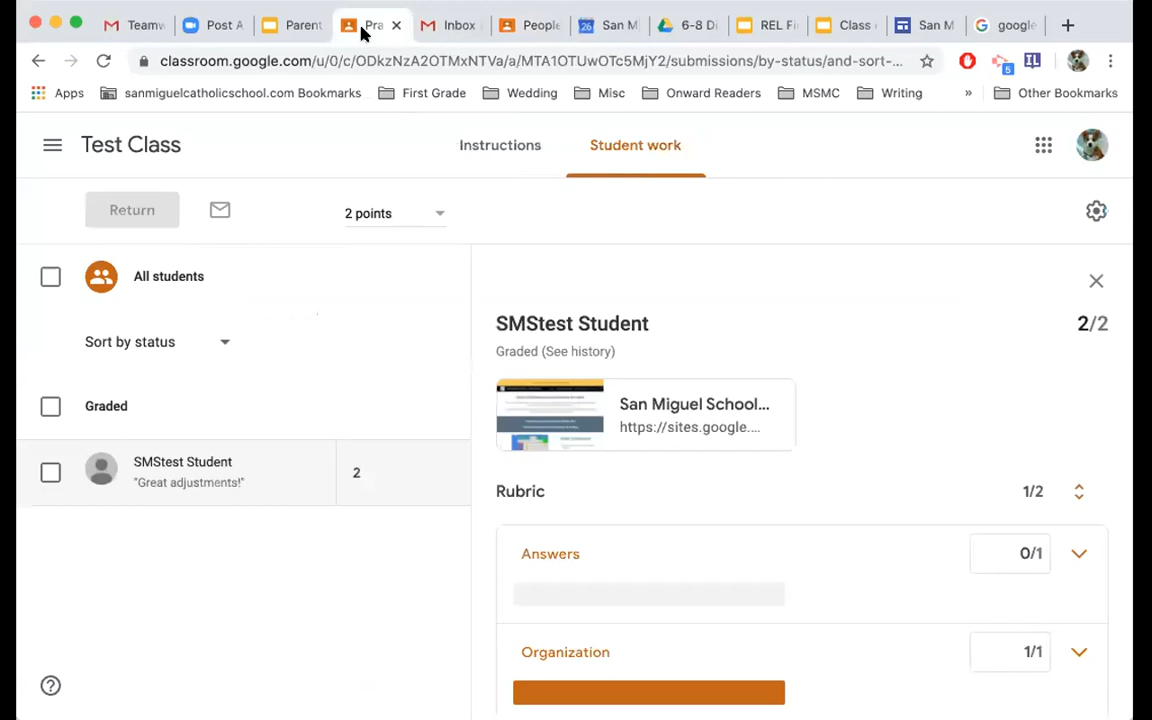 Teamw
Post A
Parent
Pra
Inbox
People
San M
6-8 Di
REL Fi
Class
San M
google
classroom.google.com/u/0/c/ODkzNzA2OTMxNTVa/a/MTA1OTUwOTc5MjY2/submissions/by-status/and-sort-...
5
Apps
sanmiguelcatholicschool.com Bookmarks
First Grade
Wedding
Misc
Onward Readers
MSMC
Writing
»
Other Bookmarks
Test Class
Instructions
Student work
Return
2 points
All students
Sort by status
Graded
SMStest Student
"Great adjustments!"
2
SMStest Student
2/2
Graded (See history)
San Miguel School...
https://sites.google....
Rubric
1/2
Answers
0/1
Organization
1/1